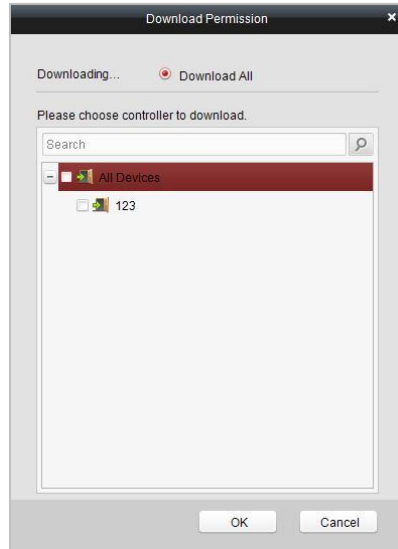 Download Permission
Downloading... Download All
Please choose controller to download.
Search
All Devices
123
OK Cancel